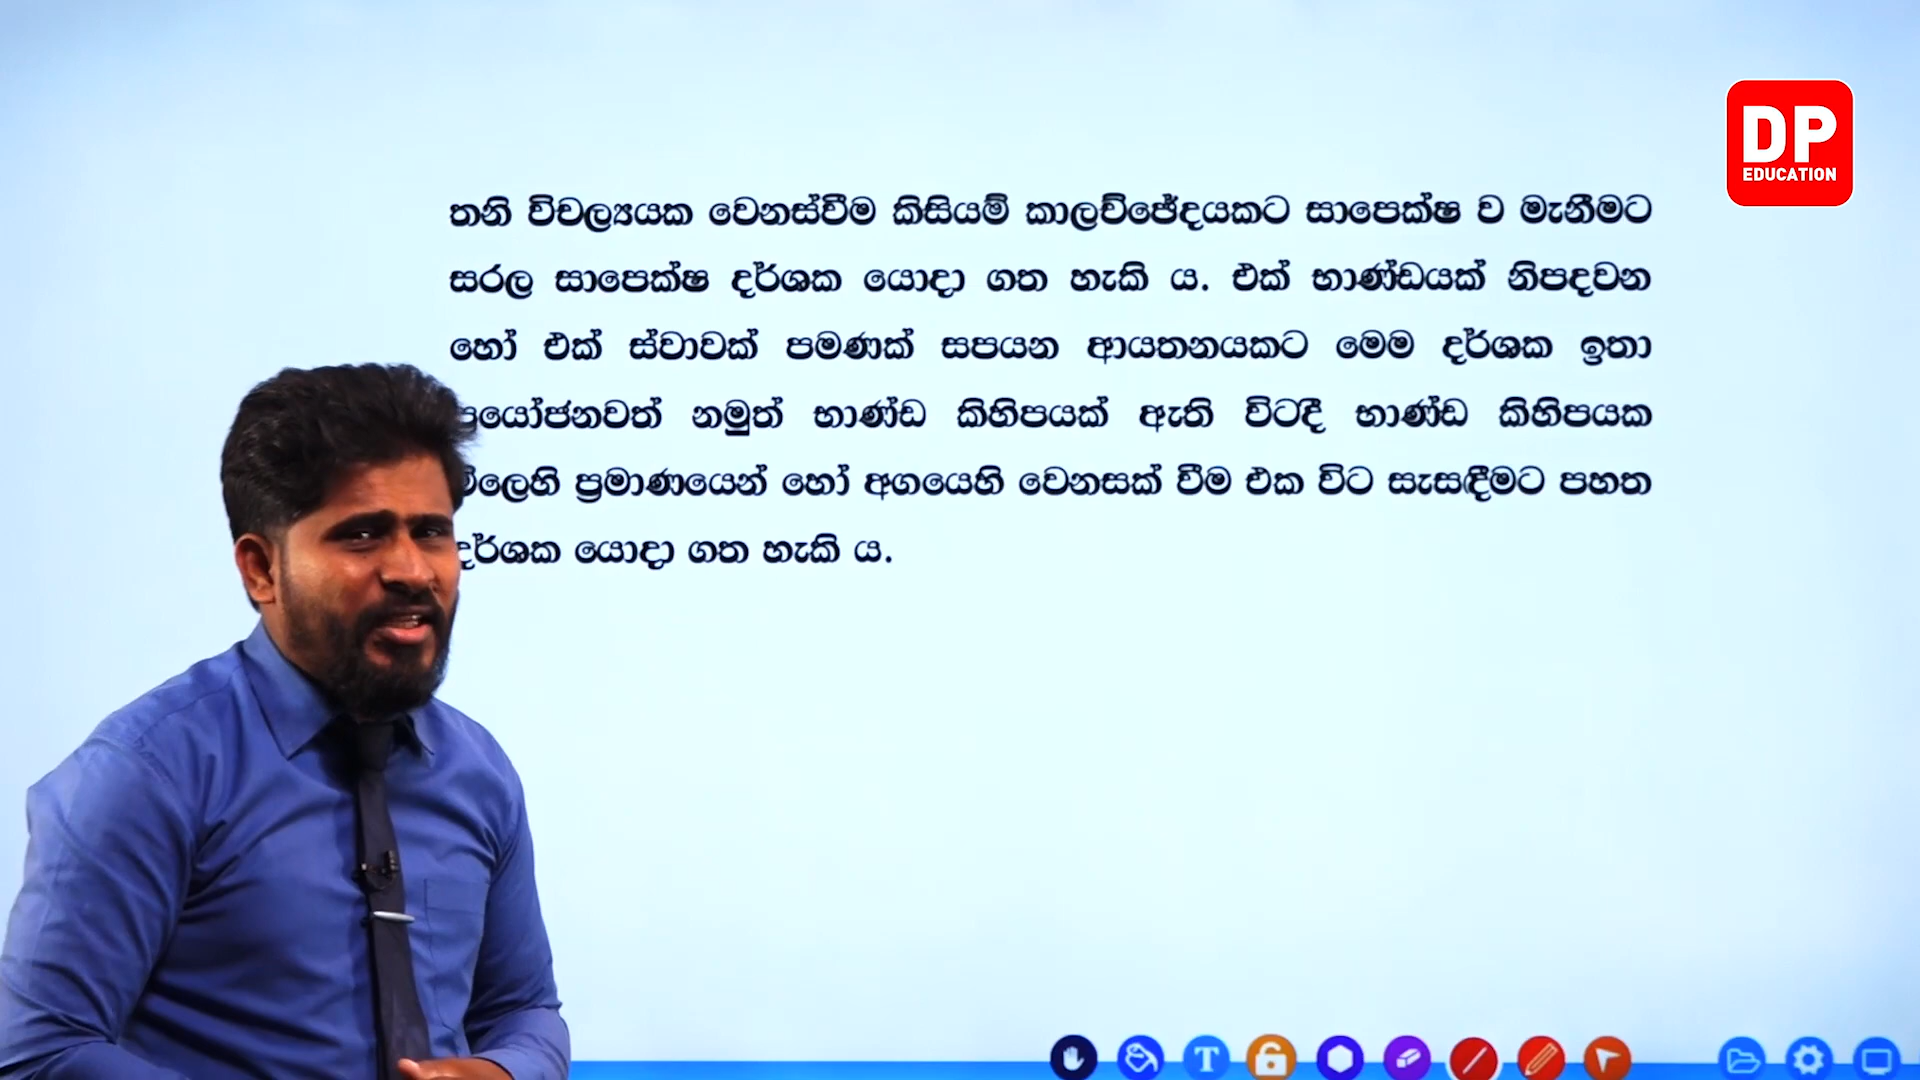 DP
EDUCATION
තනි විචල්‍යයක වෙනස්වීම කිසියම් කාලච්ඡේදයකට සාපෙක්ෂ ව මැනීමට
සරල සාපෙක්ෂ දර්ශක යොදා ගත හැකි ය. එක් භාණ්ඩයක් නිපදවන
හෝ එක් ස්වාවක් පමණක් සපයන ආයතනයකට මෙම දර්ශක ඉතා
ප්‍රයෝජනවත් නමුත් භාණ්ඩ කිහිපයක් ඇති විටදී භාණ්ඩ කිහිපයක
මිලෙහි ප්‍රමාණයෙන් හෝ අගයෙහි වෙනසක් වීම එක විට සැසඳීමට පහත
දර්ශක යොදා ගත හැකි ය.
T